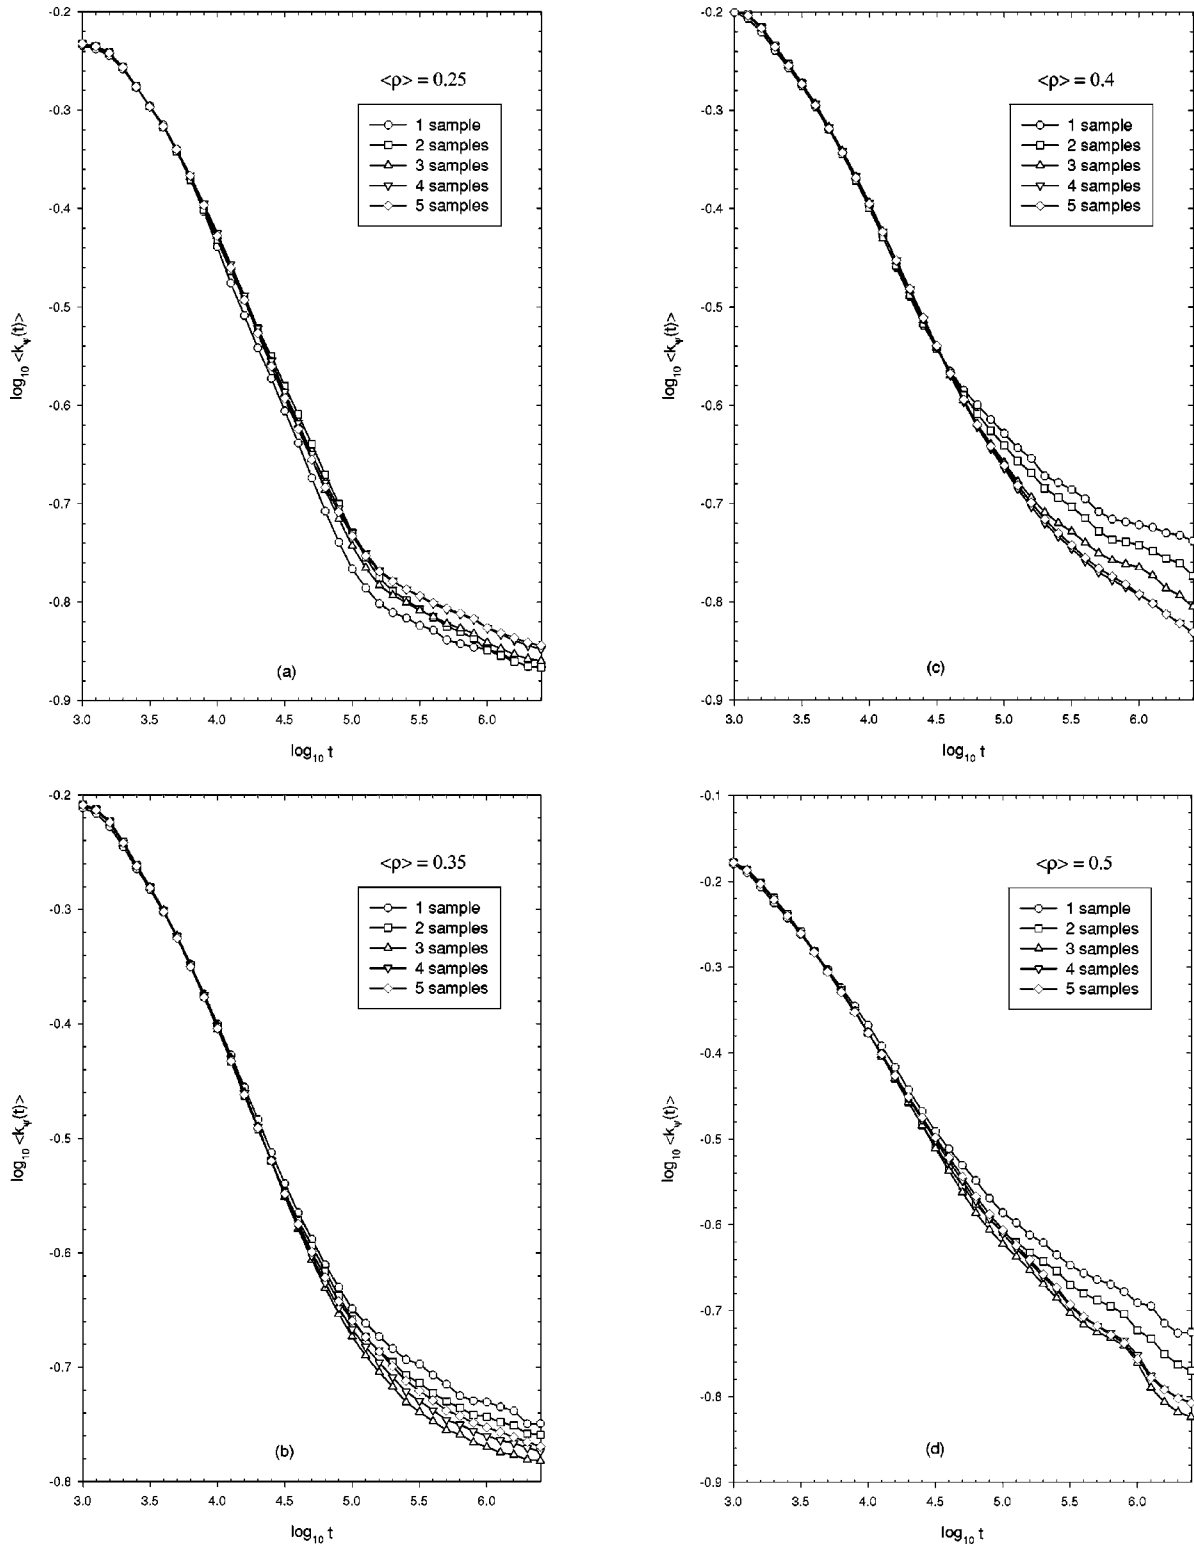 -0.2
-0.3
-0.4
-0.5
-0.6
-0.7
-0.8
-0.9
log10 <kψ(t)>
<ρ> = 0.25
1 sample
2 samples
3 samples
4 samples
5 samples
(a)
3.0 3.5 4.0 4.5 5.0 5.5 6.0
log10 t
-0.2
-0.3
-0.4
-0.5
-0.6
-0.7
-0.8
-0.9
log10 <kψ(t)>
<ρ> = 0.4
1 sample
2 samples
3 samples
4 samples
5 samples
(c)
3.0 3.5 4.0 4.5 5.0 5.5 6.0
log10 t
-0.2
-0.3
-0.4
-0.5
-0.6
-0.7
-0.8
log10 <kψ(t)>
<ρ> = 0.35
1 sample
2 samples
3 samples
4 samples
5 samples
(b)
3.0 3.5 4.0 4.5 5.0 5.5 6.0
log10 t
-0.1
-0.2
-0.3
-0.4
-0.5
-0.6
-0.7
-0.8
-0.9
log10 <kψ(t)>
<ρ> = 0.5
1 sample
2 samples
3 samples
4 samples
5 samples
(d)
3.0 3.5 4.0 4.5 5.0 5.5 6.0
log10 t